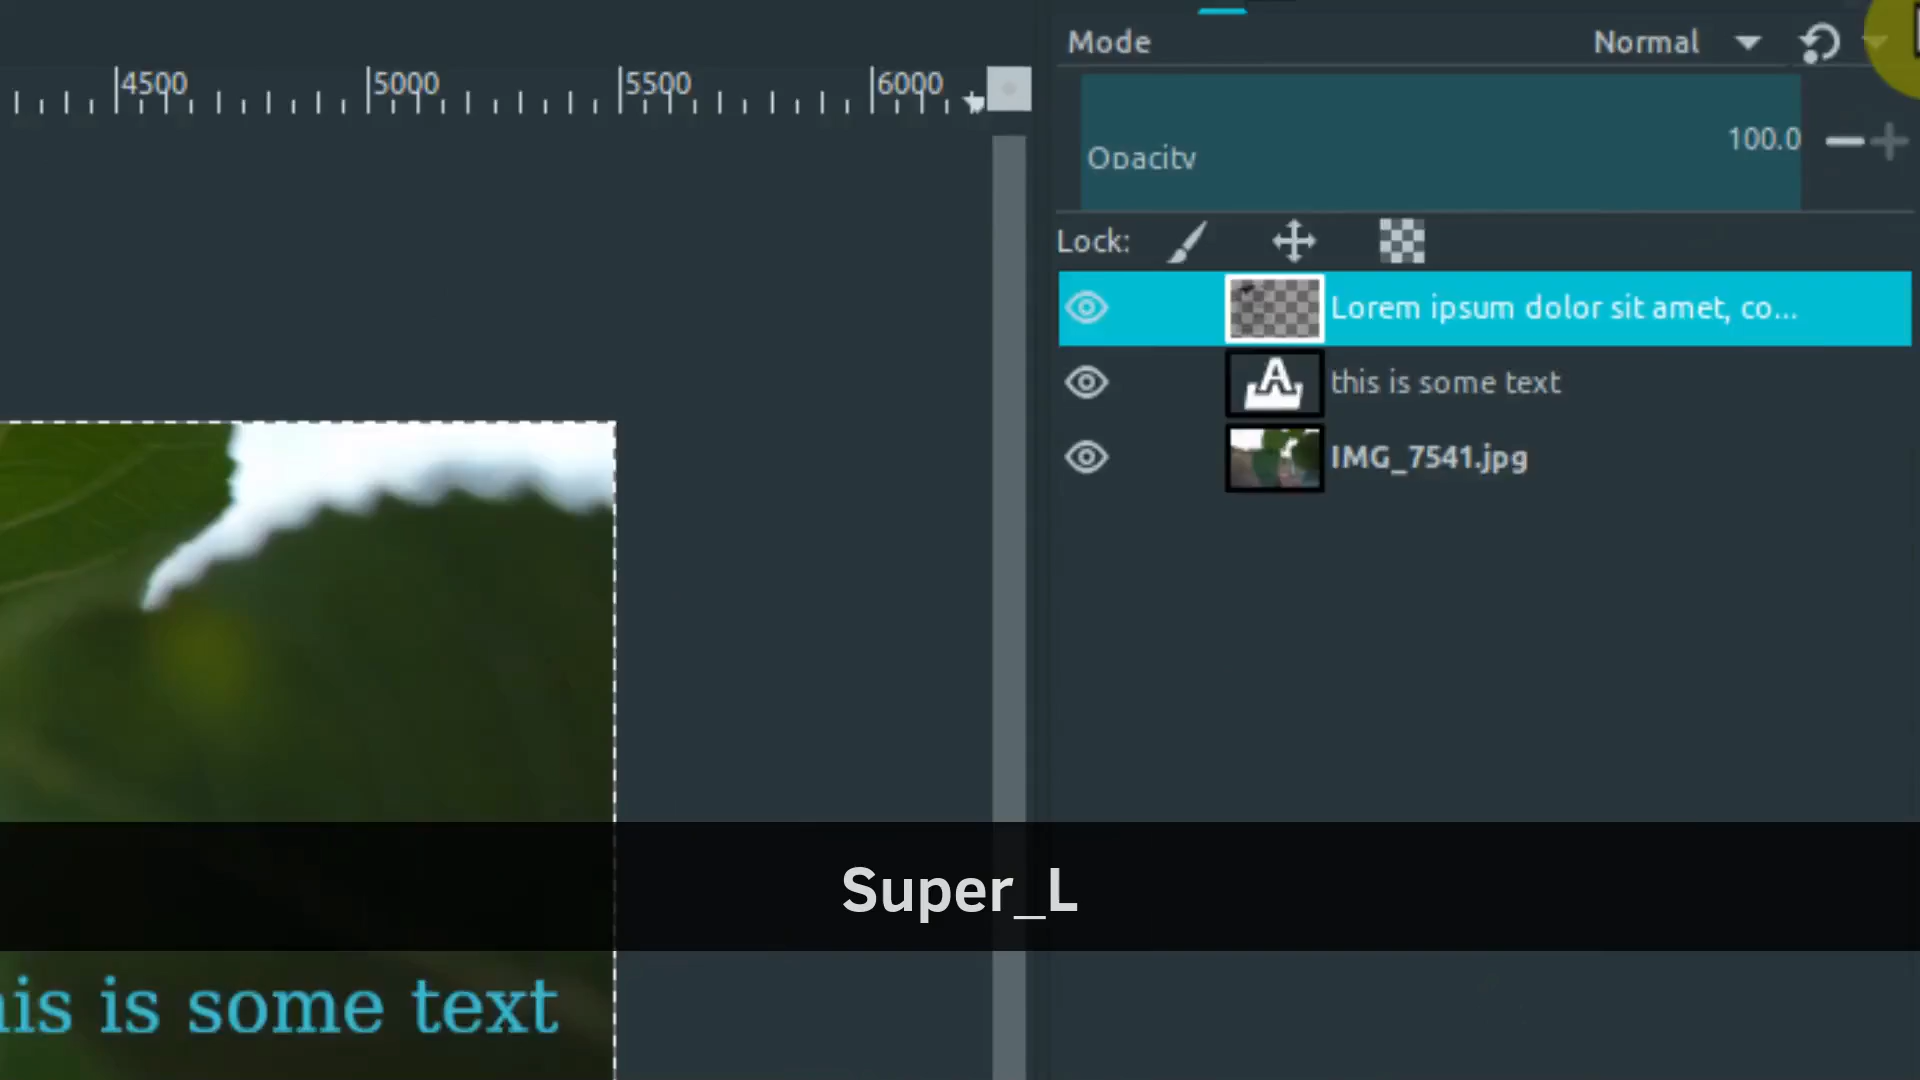 Mode Normal
4500 5000 5500 6000
Opacity 100.0
Lock:
Lorem ipsum dolor sit amet, co...
this is some text
IMG_7541.jpg
Super_L
his is some text